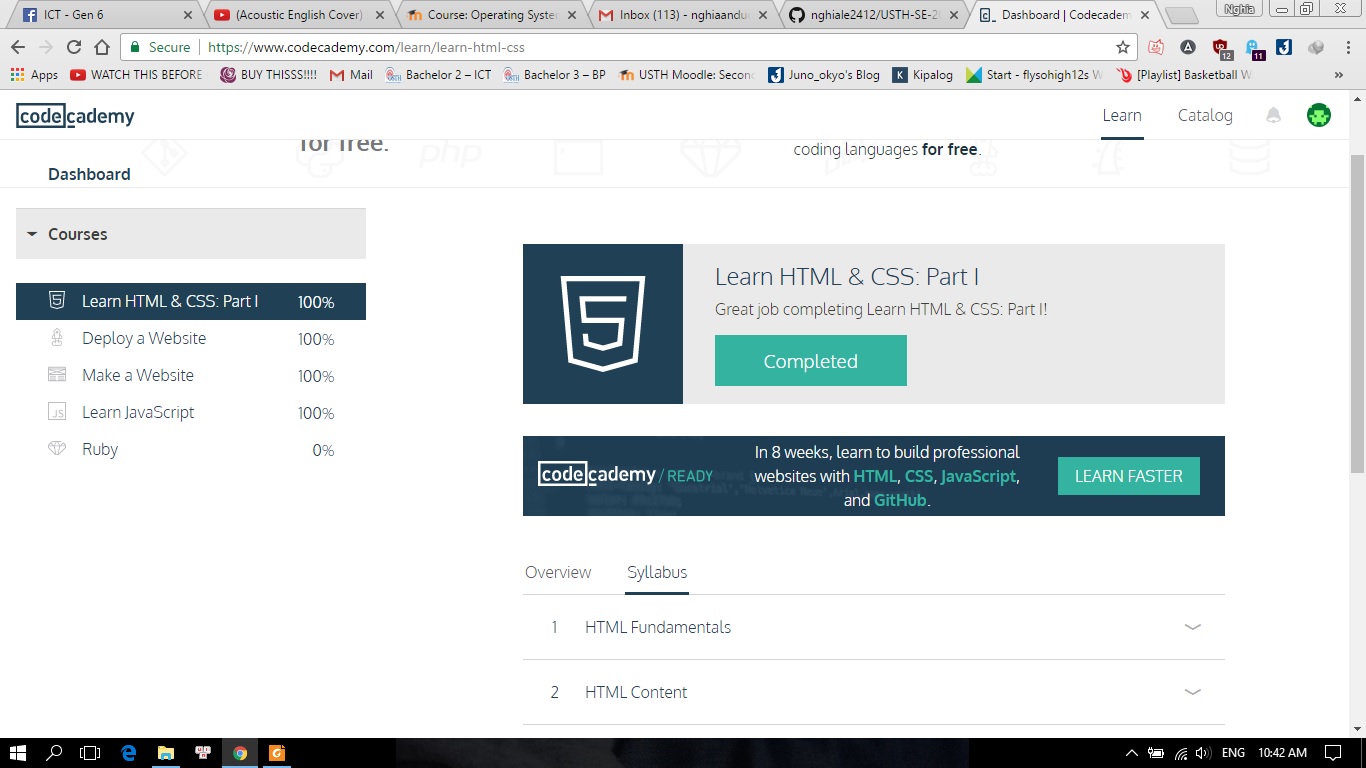 ICT - Gen 6
(Acoustic English Cover)
Course: Operating Syste
Inbox (113) - nghiaandu
nghiale2412/USTH-SE-2
Dashboard | Codecadem
Nghĩa
Secure
https://www.codecademy.com/learn/learn-html-css
12
11
Apps
WATCH THIS BEFORE
BUY THISSS!!!!
Mail
Bachelor 2 – ICT
Bachelor 3 – BP
USTH Moodle: Secon
Juno_okyo's Blog
Kipalog
Start - flysohigh12s W
[Playlist] Basketball W
codecademy
Learn
Catalog
for free.
php
coding languages for free.
Dashboard
Courses
Learn HTML & CSS: Part I 100%
Deploy a Website 100%
Make a Website 100%
JS Learn JavaScript 100%
Ruby 0%
5
Learn HTML & CSS: Part I
Great job completing Learn HTML & CSS: Part I!
Completed
codecademy / READY
In 8 weeks, learn to build professional
websites with HTML, CSS, JavaScript,
and GitHub.
LEARN FASTER
Overview
Syllabus
1 HTML Fundamentals
2 HTML Content
ENG
10:42 AM